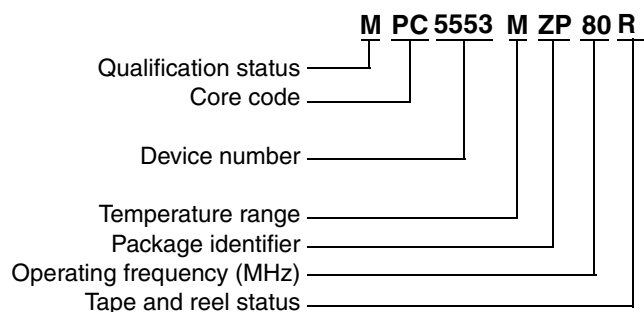 M PC 5553 M ZP 80 R
Qualification status
Core code
Device number
Temperature range
Package identifier
Operating frequency (MHz)
Tape and reel status